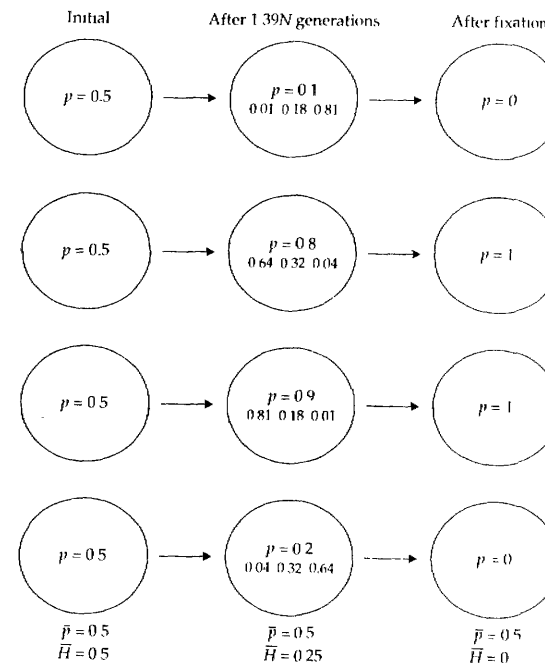 Initial After 1 39N generations After fixation
p = 0.5 p = 0 1 p = 0
0.01 0.18 0.81
p = 0.5 p = 0 8 p = 1
0 64 0 32 0 04
p = 0.5 p = 0 9 p = 1
0 81 0 18 0 01
p = 0.5 p = 0 2 p = 0
0 04 0 32 0.64
p̄ = 0 5 p̄ = 0 5 p̄ = 0.5
H̄ = 0 5 H̄ = 0 25 H̄ = 0